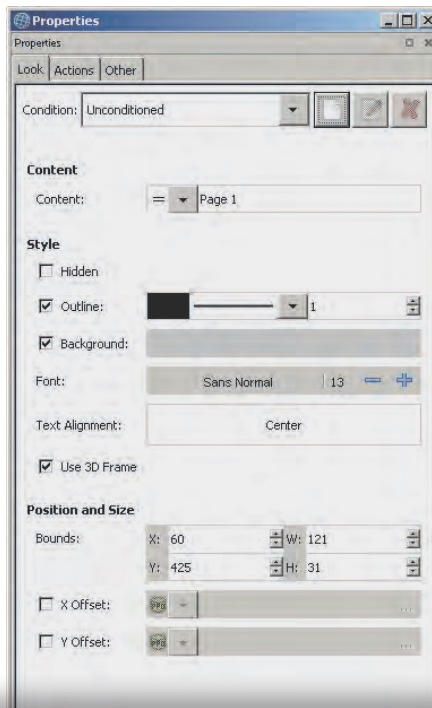 Properties
Properties
Look Actions Other
Condition: Unconditioned
Content
Content: = Page 1
Style
Hidden
Outline: 1
Background:
Font: Sans Normal 13
Text Alignment: Center
Use 3D Frame
Position and Size
Bounds: X: 60 W: 121
Y: 425 H: 31
X Offset: ...
Y Offset: ...